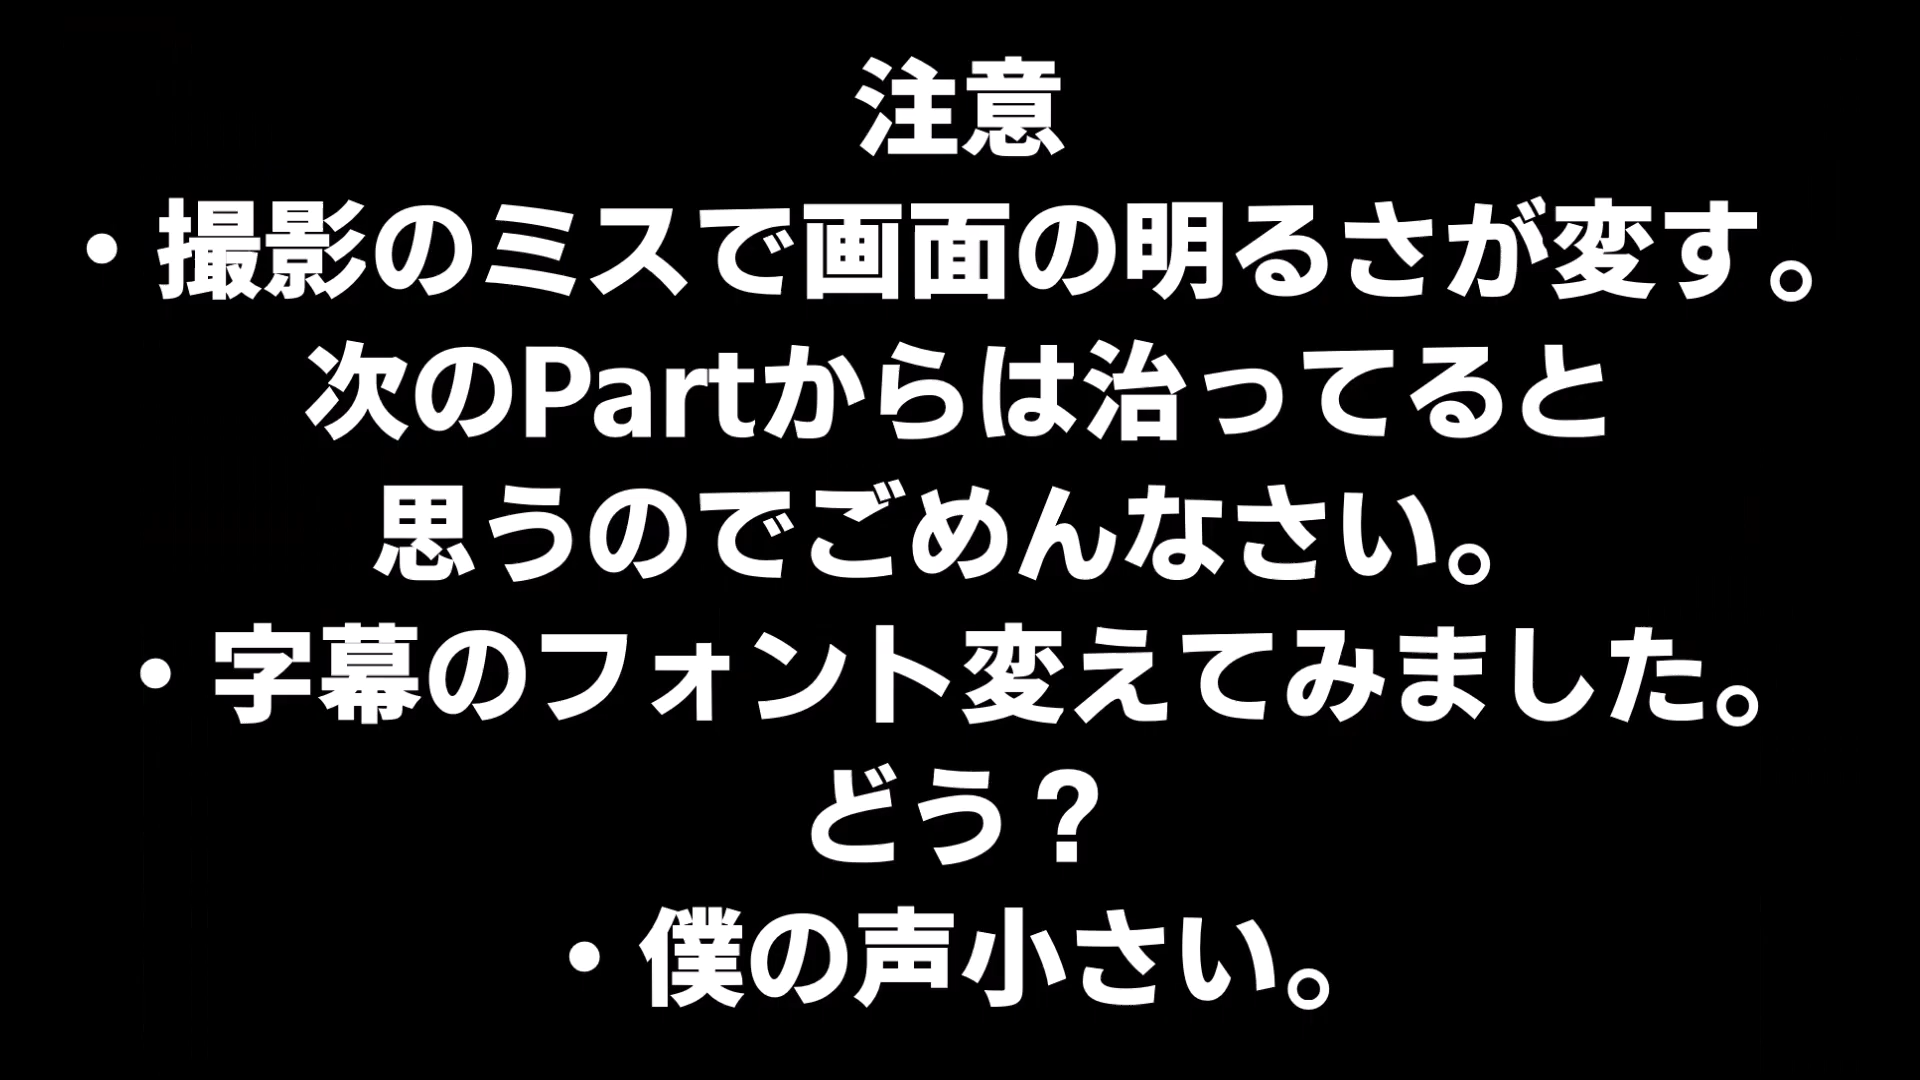 注意
・撮影のミスで画面の明るさが変す。
次のPartからは治ってると
思うのでごめんなさい。
・字幕のフォント変えてみました。
どう？
・僕の声小さい。